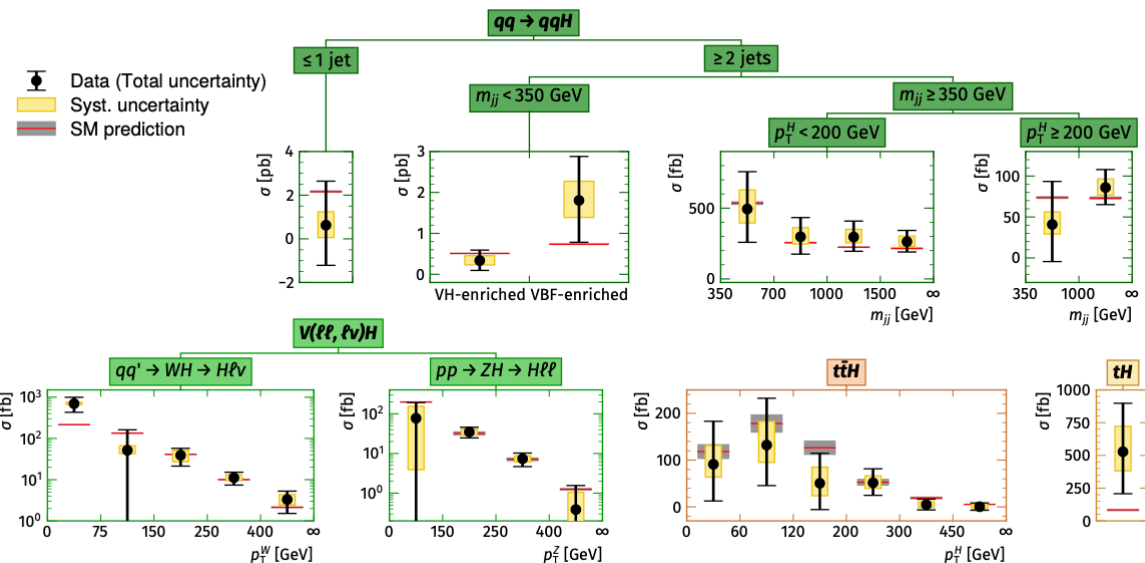 qq → qqH
≤ 1 jet
≥ 2 jets
Data (Total uncertainty)
Syst. uncertainty
SM prediction
m_jj < 350 GeV
m_jj ≥ 350 GeV
p_T^H < 200 GeV
p_T^H ≥ 200 GeV
σ [pb]
4
2
0
−2
σ [pb]
3
2
1
0
VH-enriched VBF-enriched
σ [fb]
500
0
350 700 1000 1500 ∞
m_jj [GeV]
σ [fb]
100
50
0
350 1000 ∞
m_jj [GeV]
V(ℓℓ, ℓν)H
qq' → WH → Hℓν
pp → ZH → Hℓℓ
tt̄H
tH
σ [fb]
10³
10²
10¹
10⁰
0 75 150 250 400 ∞
p_T^W [GeV]
σ [fb]
10²
10¹
10⁰
0 150 250 400 ∞
p_T^Z [GeV]
σ [fb]
200
100
0
0 60 120 200 300 450 ∞
p_T^H [GeV]
σ [fb]
1000
750
500
250
0